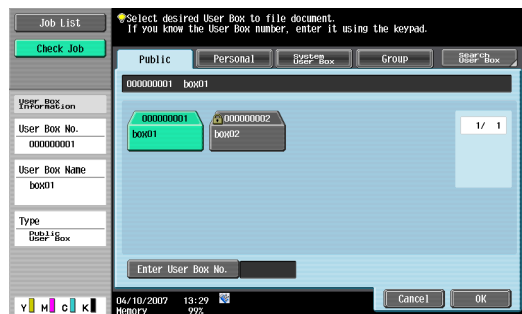 Job List
Check Job
User Box
Information
User Box No.
000000001
User Box Name
box01
Type
Public
User Box
Y M C K
Select desired User Box to file document.
If you know the User Box number, enter it using the keypad.
Public Personal System User Box Group Search User Box
000000001 box01
000000001 000000002
box01 box02
1/ 1
Enter User Box No.
04/10/2007 13:29
Memory 99%
Cancel OK